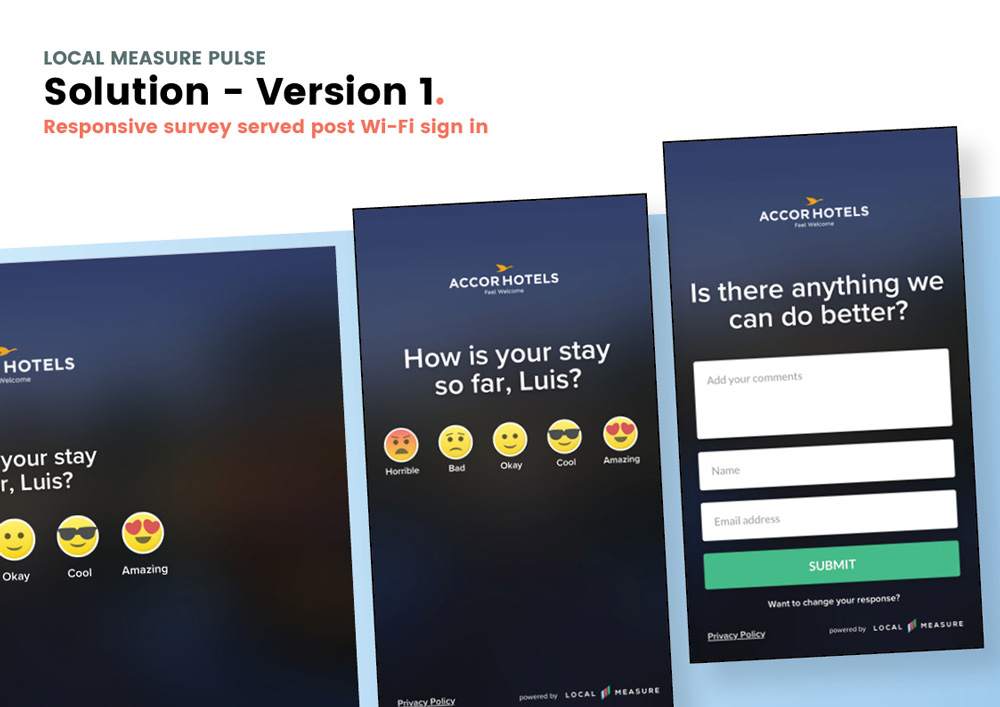 LOCAL MEASURE PULSE
Solution - Version 1.
Responsive survey served post Wi-Fi sign in
HOTELS
Welcome
your stay
r, Luis?
Okay
Cool
Amazing
ACCOR HOTELS
Feel Welcome
How is your stay
so far, Luis?
Horrible
Bad
Okay
Cool
Amazing
Privacy Policy
powered by LOCAL MEASURE
ACCOR HOTELS
Feel Welcome
Is there anything we
can do better?
Add your comments
Name
Email address
SUBMIT
Want to change your response?
Privacy Policy
powered by LOCAL MEASURE